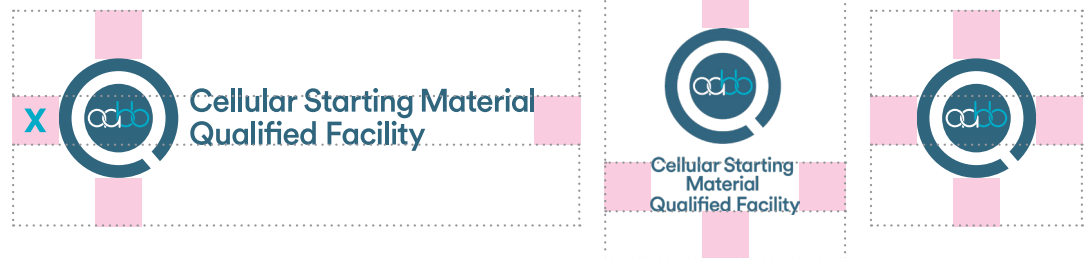 X
aabb
Cellular Starting Material
Qualified Facility
aabb
Cellular Starting
Material
Qualified Facility
aabb